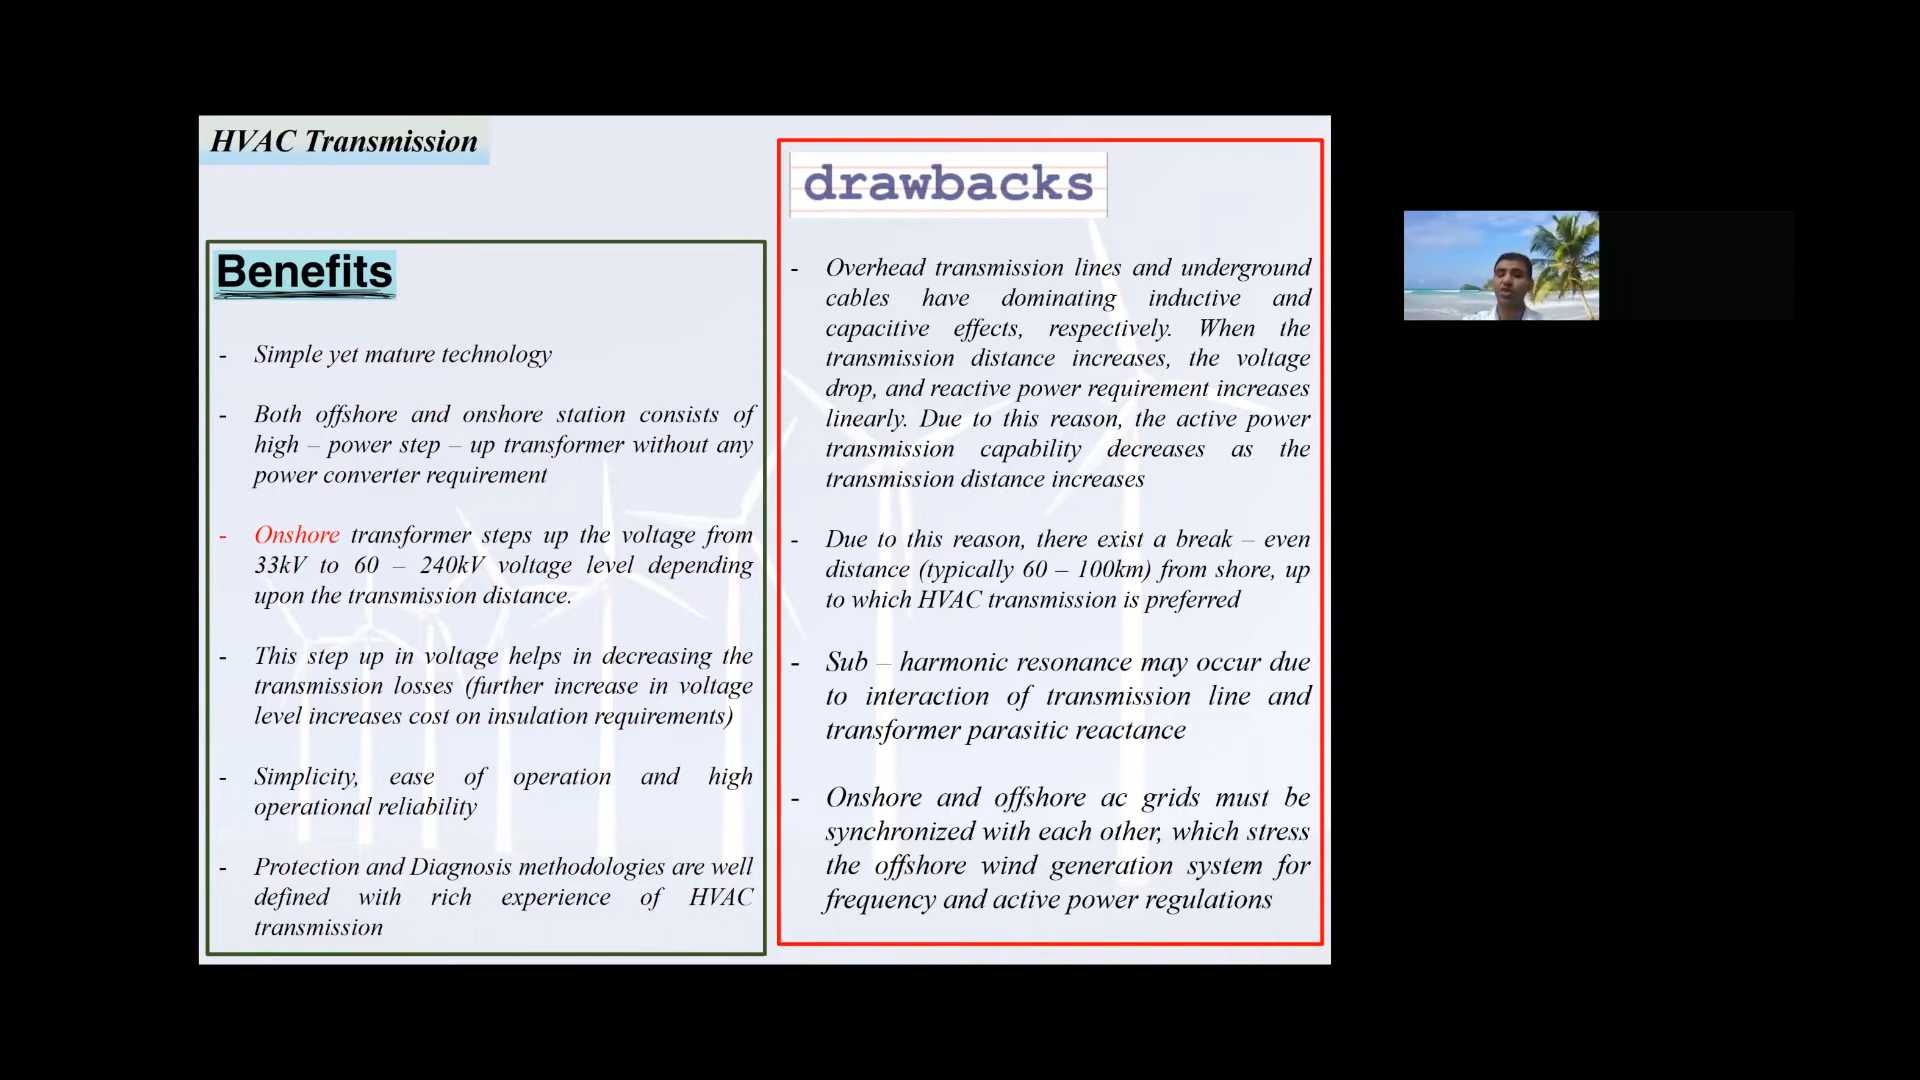 HVAC Transmission
Benefits
- Simple yet mature technology
- Both offshore and onshore station consists of
high – power step – up transformer without any
power converter requirement
- Onshore transformer steps up the voltage from
33kV to 60 – 240kV voltage level depending
upon the transmission distance.
- This step up in voltage helps in decreasing the
transmission losses (further increase in voltage
level increases cost on insulation requirements)
- Simplicity, ease of operation and high
operational reliability
- Protection and Diagnosis methodologies are well
defined with rich experience of HVAC
transmission
drawbacks
- Overhead transmission lines and underground
cables have dominating inductive and
capacitive effects, respectively. When the
transmission distance increases, the voltage
drop, and reactive power requirement increases
linearly. Due to this reason, the active power
transmission capability decreases as the
transmission distance increases
- Due to this reason, there exist a break – even
distance (typically 60 – 100km) from shore, up
to which HVAC transmission is preferred
- Sub – harmonic resonance may occur due
to interaction of transmission line and
transformer parasitic reactance
- Onshore and offshore ac grids must be
synchronized with each other, which stress
the offshore wind generation system for
frequency and active power regulations